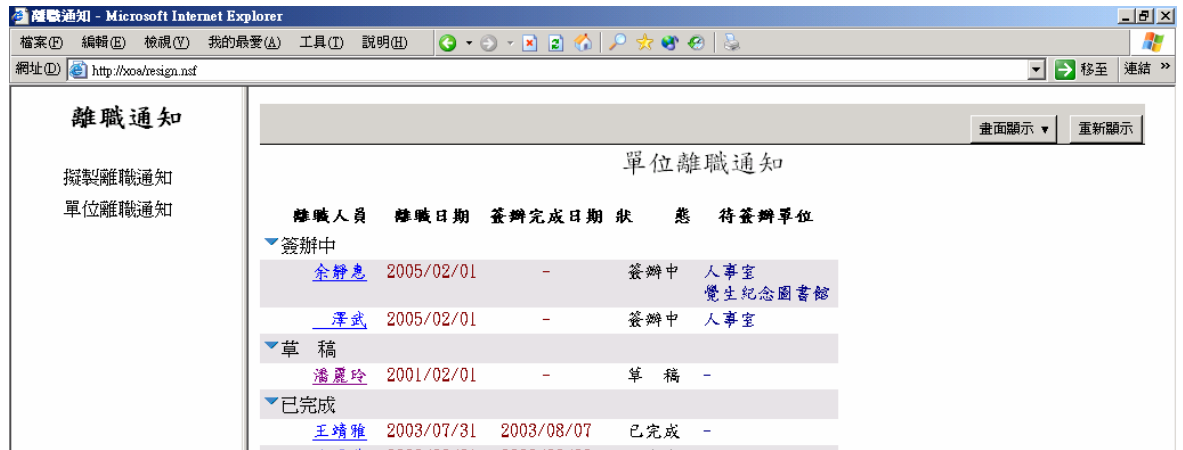 離職通知 - Microsoft Internet Explorer
檔案(F) 編輯(E) 檢視(V) 我的最愛(A) 工具(T) 說明(H)
網址(D) http://xoa/resign.nsf 移至 連結 »
離職通知
擬製離職通知
單位離職通知
畫面顯示 ▼ 重新顯示
單位離職通知
離職人員 離職日期 簽辦完成日期 狀 態 待簽辦單位
簽辦中
余靜惠 2005/02/01 - 簽辦中 人事室
覺生紀念圖書館
澤武 2005/02/01 - 簽辦中 人事室
草 稿
潘麗玲 2001/02/01 - 草 稿 -
已完成
王靖雅 2003/07/31 2003/08/07 已完成 -